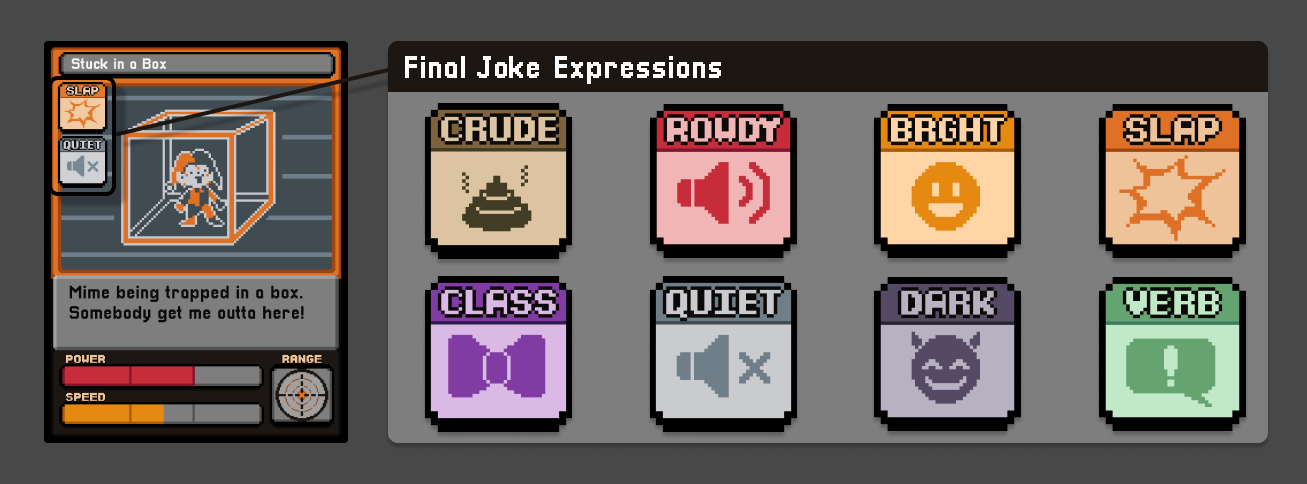 Stuck in a Box
SLAP
QUIET
Mime being trapped in a box.
Somebody get me outta here!
POWER
RANGE
SPEED
Final Joke Expressions
CRUDE
ROWDY
BRGHT
SLAP
CLASS
QUIET
DARK
VERB